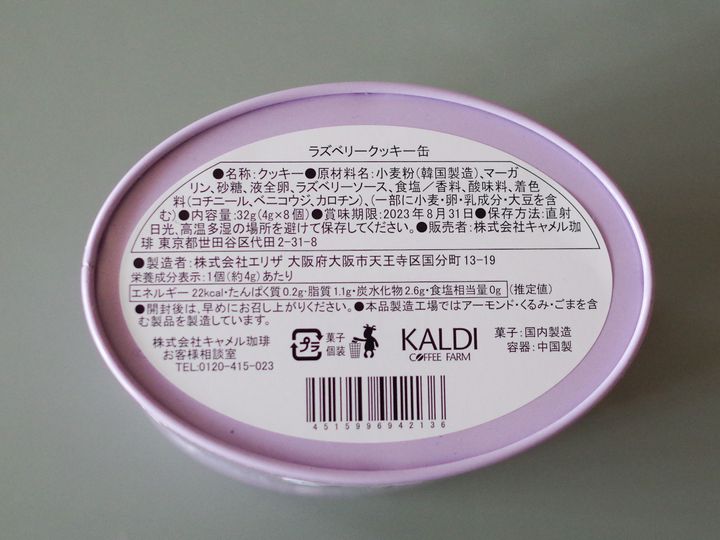 ラズベリークッキー缶
●名称:クッキー●原材料名:小麦粉(韓国製造)、マーガ
リン、砂糖、液全卵、ラズベリーソース、食塩／香料、酸味料、着色
料(コチニール、ベニコウジ、カロチン)、(一部に小麦・卵・乳成分・大豆を含
む)●内容量:32g(4g×8個)●賞味期限:2023年8月31日●保存方法:直射
日光、高温多湿の場所を避けて保存してください。●販売者:株式会社キャメル珈
琲 東京都世田谷区代田2-31-8
●製造者:株式会社エリザ 大阪府大阪市天王寺区国分町13-19
栄養成分表示:1個(約4g)あたり
エネルギー 22kcal・たんぱく質 0.2g・脂質 1.1g・炭水化物 2.6g・食塩相当量 0g (推定値)
●開封後は、早めにお召し上がりください。●本品製造工場ではアーモンド・くるみ・ごまを含
む製品を製造しています。
株式会社キャメル珈琲
お客様相談室
TEL:0120-415-023
プラ
菓子
個装
KALDI
COFFEE FARM
菓子:国内製造
容器:中国製
4515996942136